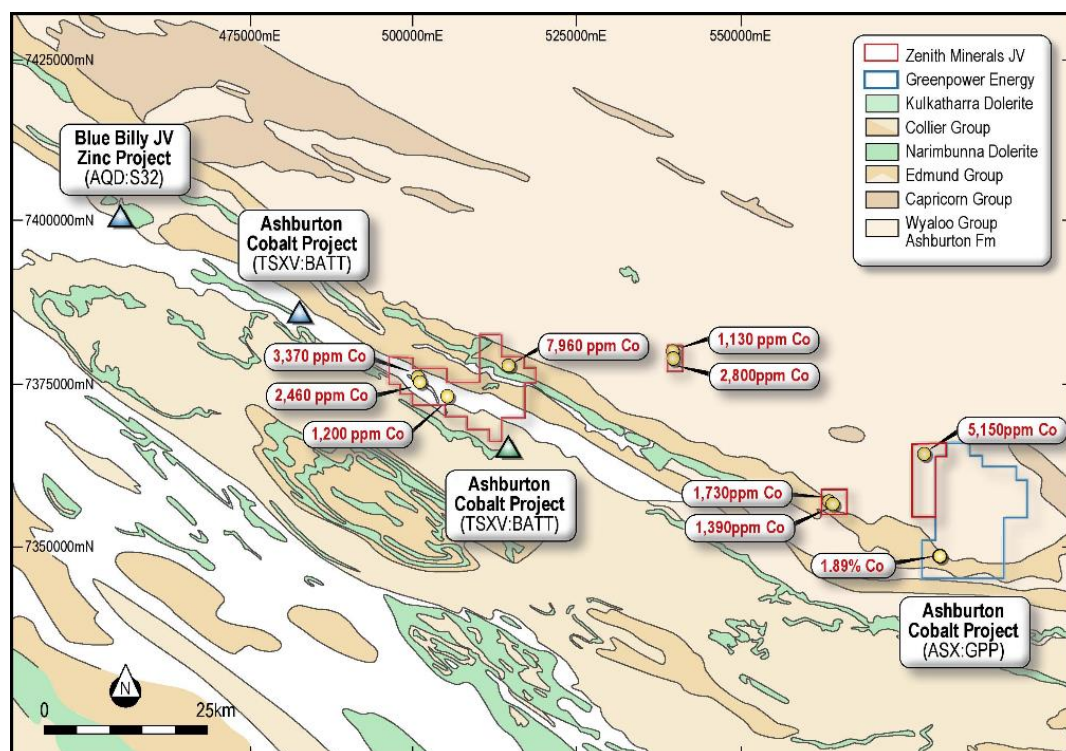 475000mE
500000mE
525000mE
550000mE
7425000mN
7400000mN
7375000mN
7350000mN
Zenith Minerals JV
Greenpower Energy
Kulkatharra Dolerite
Collier Group
Narimbunna Dolerite
Edmund Group
Capricorn Group
Wyaloo Group
Ashburton Fm
Blue Billy JV
Zinc Project
(AQD:S32)
Ashburton
Cobalt Project
(TSXV:BATT)
3,370 ppm Co
2,460 ppm Co
1,200 ppm Co
7,960 ppm Co
1,130 ppm Co
2,800ppm Co
5,150ppm Co
1,730ppm Co
1,390ppm Co
1.89% Co
Ashburton
Cobalt Project
(TSXV:BATT)
Ashburton
Cobalt Project
(ASX:GPP)
N
0
25km